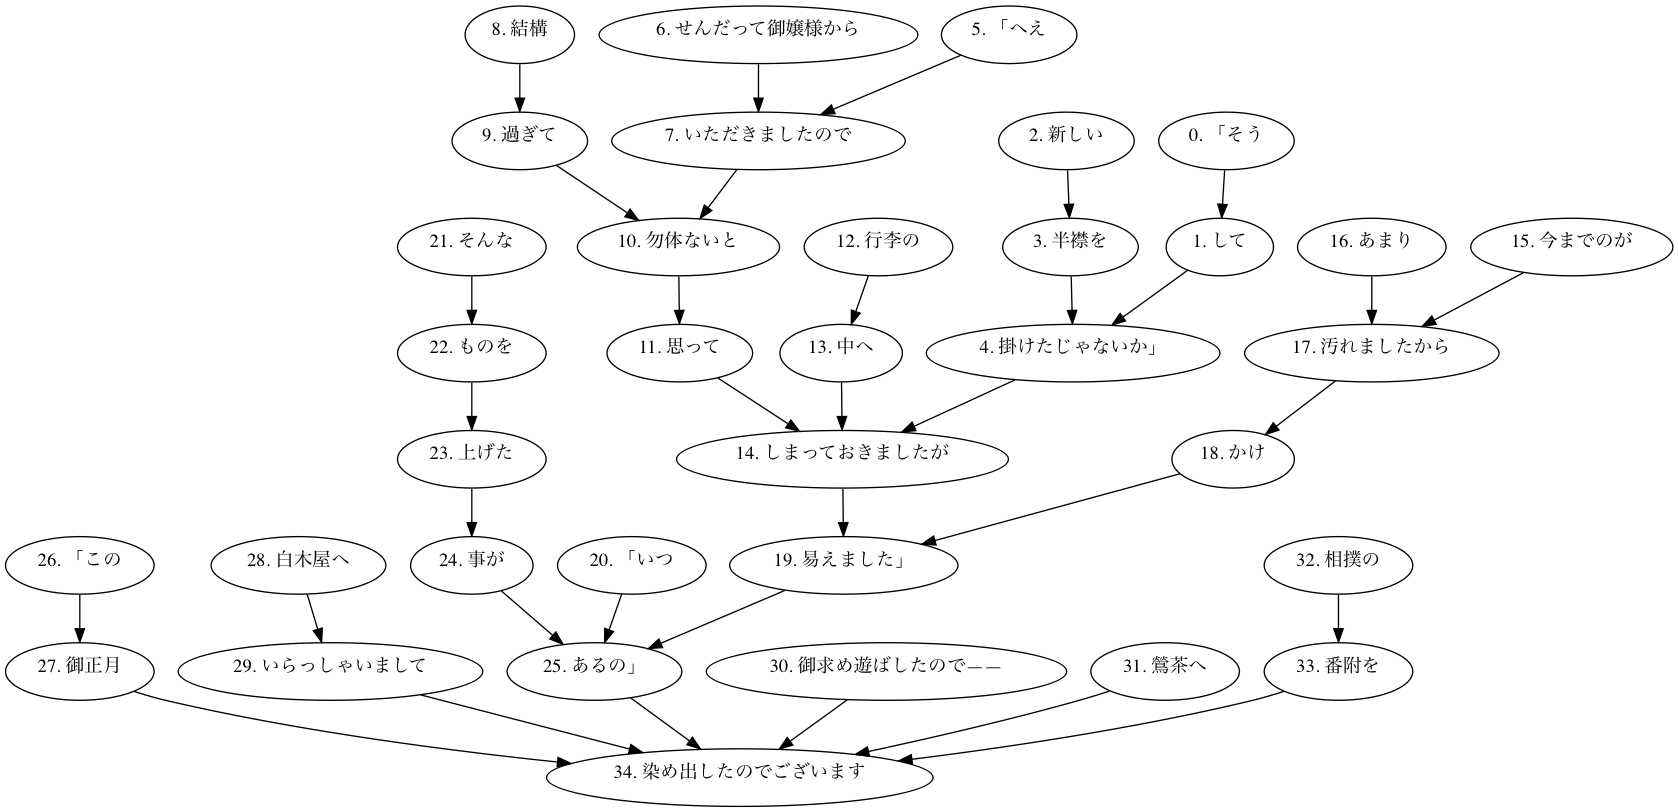 8. 結構
6. せんだって御嬢様から
5. 「へえ
9. 過ぎて
7. いただきましたので
2. 新しい
0. 「そう
21. そんな
10. 勿体ないと
12. 行李の
3. 半襟を
1. して
16. あまり
15. 今までのが
22. ものを
11. 思って
13. 中へ
4. 掛けたじゃないか」
17. 汚れましたから
23. 上げた
14. しまっておきましたが
18. かけ
26. 「この
28. 白木屋へ
24. 事が
20. 「いつ
19. 易えました」
32. 相撲の
27. 御正月
29. いらっしゃいまして
25. あるの」
30. 御求め遊ばしたので——
31. 鶯茶へ
33. 番附を
34. 染め出したのでございます